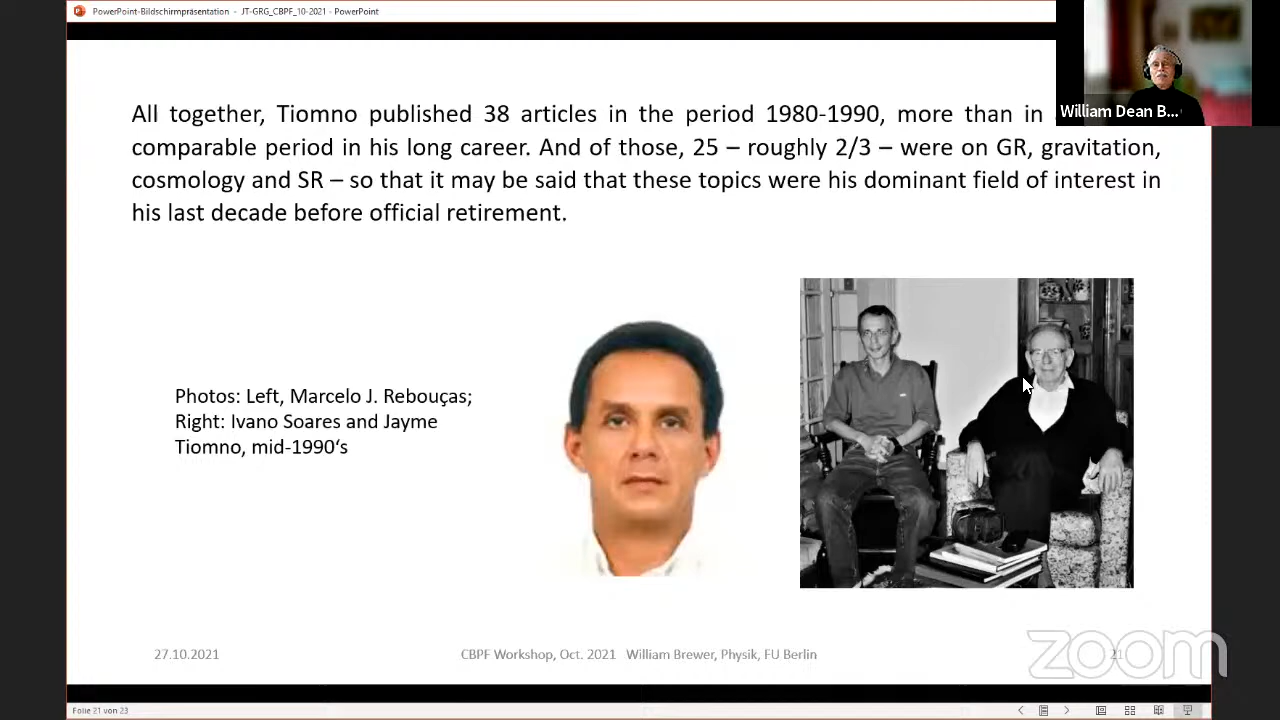 PowerPoint-Bildschirmpräsentation - JT-GRG_CBPF_10-2021 - PowerPoint
William Dean B...
All together, Tiomno published 38 articles in the period 1980-1990, more than in
comparable period in his long career. And of those, 25 – roughly 2/3 – were on GR, gravitation,
cosmology and SR – so that it may be said that these topics were his dominant field of interest in
his last decade before official retirement.
Photos: Left, Marcelo J. Rebouças;
Right: Ivano Soares and Jayme
Tiomno, mid-1990‘s
27.10.2021
CBPF Workshop, Oct. 2021 William Brewer, Physik, FU Berlin
21
zoom
Folie 21 von 23